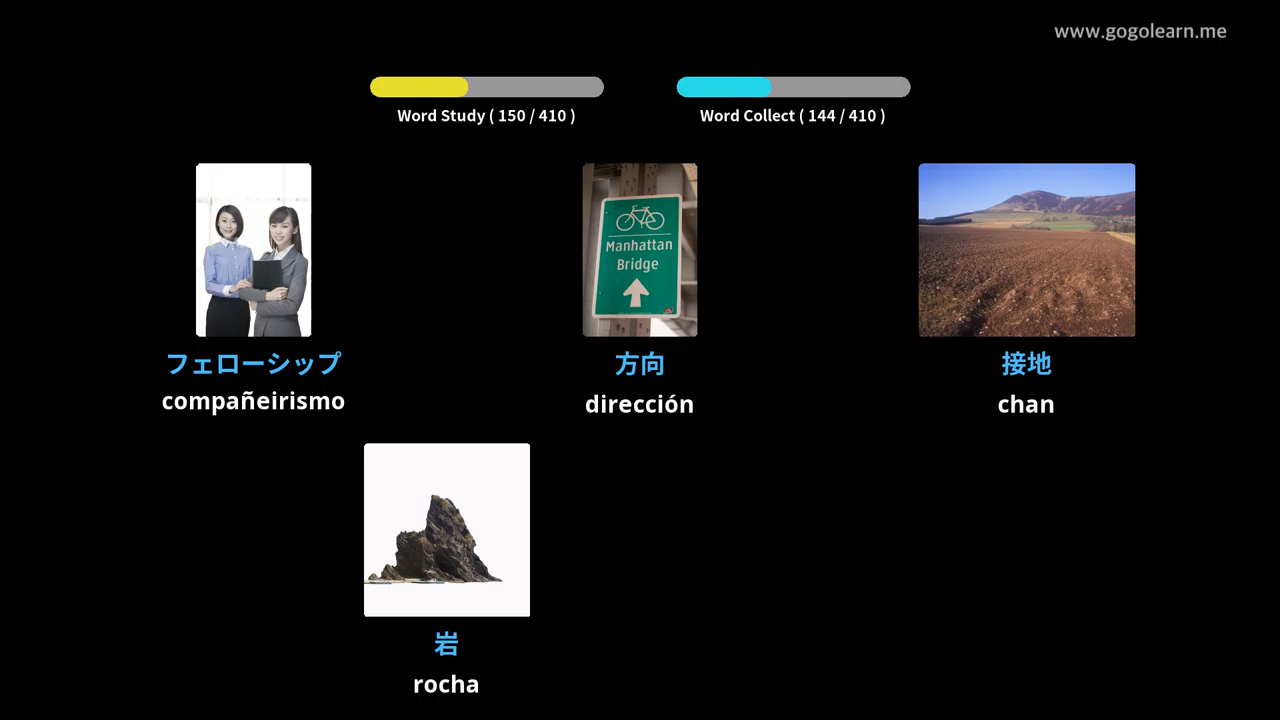 www.gogolearn.me
Word Study ( 150 / 410 )
Word Collect ( 144 / 410 )
Manhattan
Bridge
フェローシップ
compañeirismo
方向
dirección
接地
chan
岩
rocha